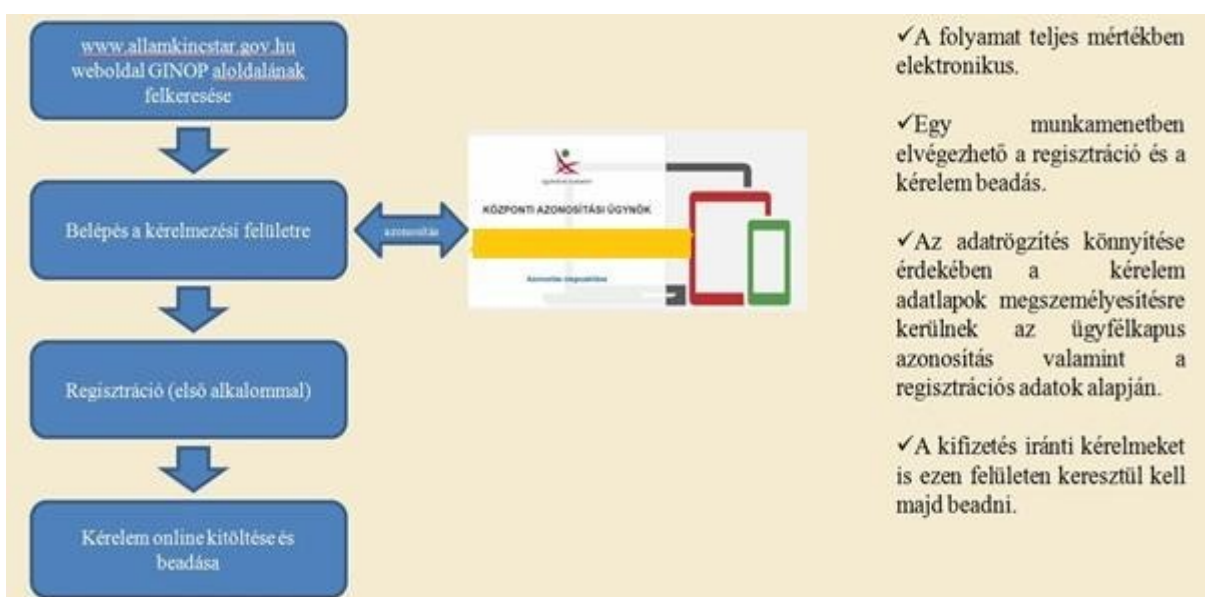 www.allamkincstar.gov.hu
weboldal GINOP aloldalának
felkeresése
Belépés a kérelmezési felületre
azonosítás
KÖZPONTI AZONOSÍTÁSI ÜGYNÖK
Azonosítás megszakítása
Regisztráció (első alkalommal)
Kérelem online kitöltése és
beadása
✓A folyamat teljes mértékben
elektronikus.
✓Egy munkamenetben
elvégezhető a regisztráció és a
kérelem beadás.
✓Az adatrögzítés könnyítése
érdekében a kérelem
adatlapok megszemélyesítésre
kerülnek az ügyfélkapus
azonosítás valamint a
regisztrációs adatok alapján.
✓A kifizetés iránti kérelmeket
is ezen felületen keresztül kell
majd beadni.